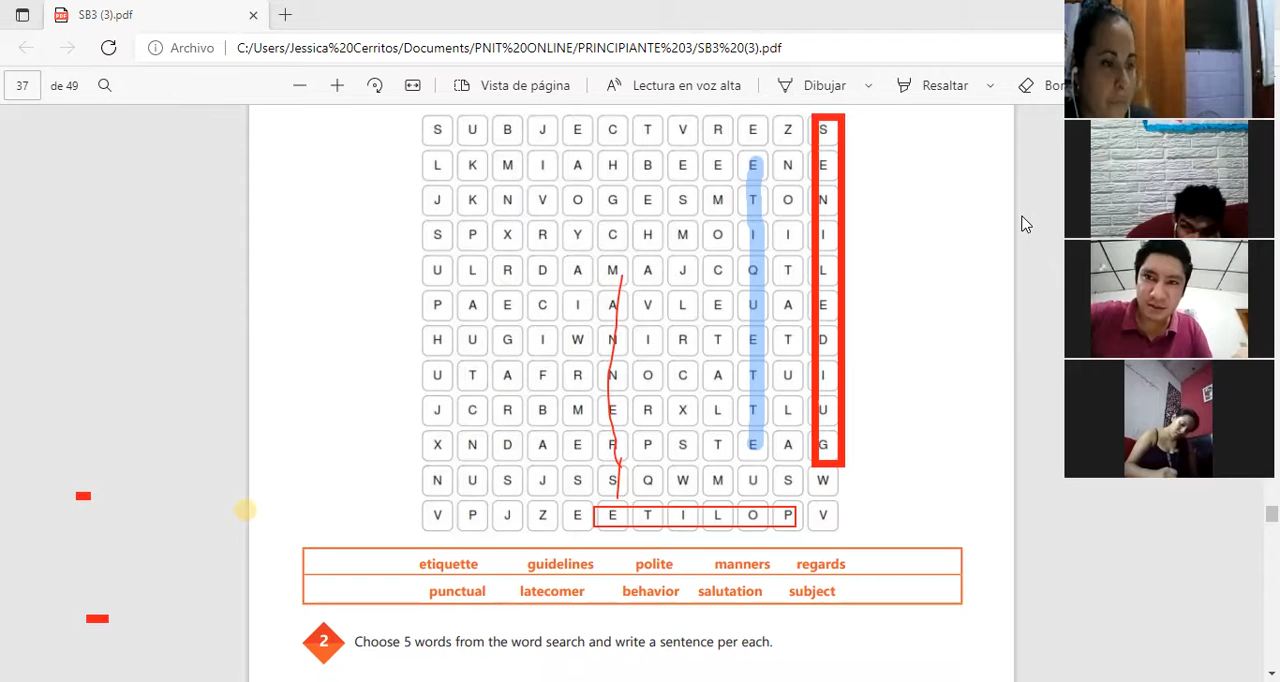 SB3 (3).pdf
Archivo C:/Users/Jessica%20Cerritos/Documents/PNIT%20ONLINE/PRINCIPIANTE%203/SB3%20(3).pdf
37 de 49 Vista de página Lectura en voz alta Dibujar Resaltar Bor
S U B J E C T V R E Z S
L K M I A H B E E E N E
J K N V O G E S M T O N
S P X R Y C H M O I I I
U L R D A M A J C Q T L
P A E C I A V L E U A E
H U G I W N I R T E T D
U T A F R N O C A T U I
J C R B M E R X L T L U
X N D A E R P S T E A G
N U S J S S Q W M U S W
V P J Z E E T I L O P V
etiquette guidelines polite manners regards
punctual latecomer behavior salutation subject
2 Choose 5 words from the word search and write a sentence per each.